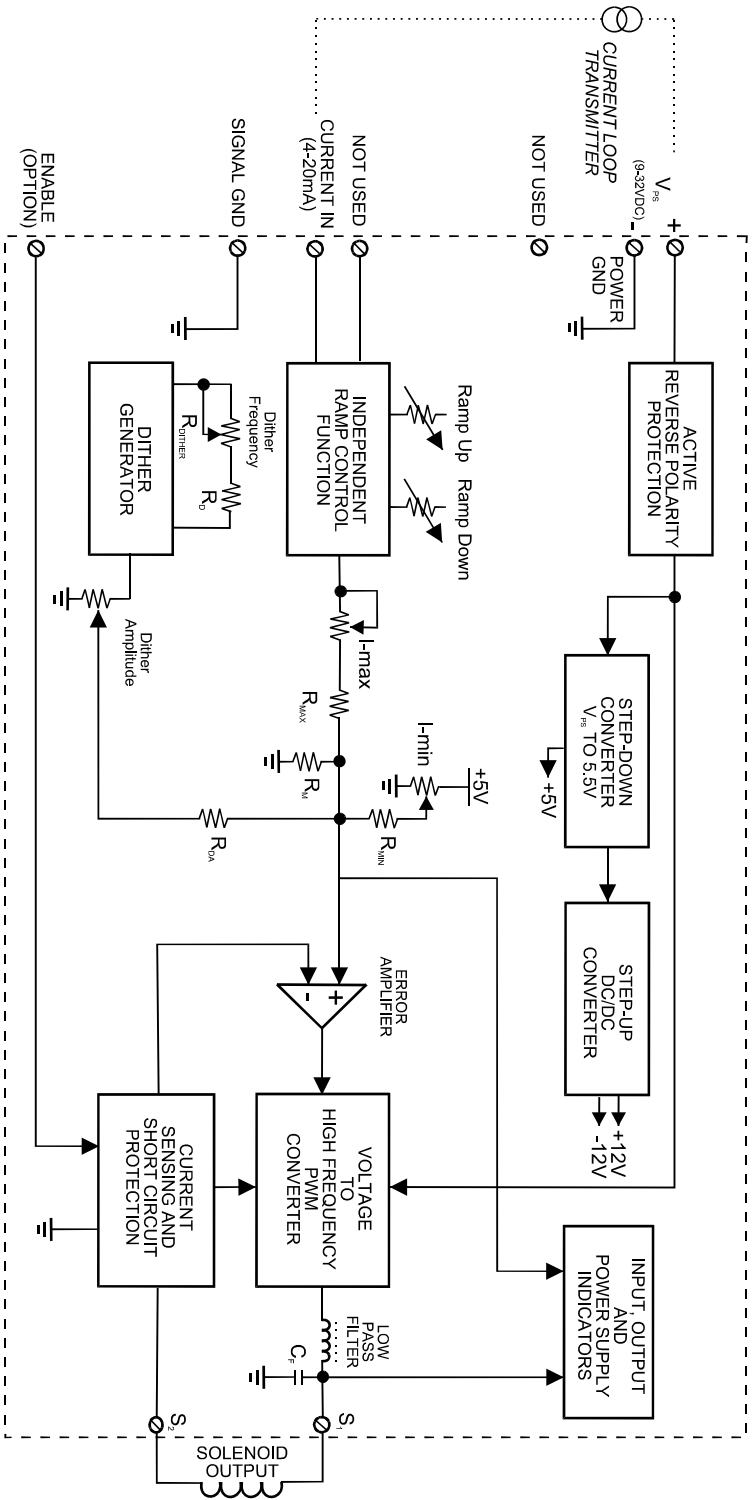 CURRENT LOOP
TRANSMITTER
V PS
(9-32VDC)
+
-
POWER
GND
NOT USED
NOT USED
CURRENT IN
(4-20mA)
SIGNAL GND
ENABLE
(OPTION)
ACTIVE
REVERSE POLARITY
PROTECTION
STEP-DOWN
CONVERTER
V PS TO 5.5V
+5V
STEP-UP
DC/DC
CONVERTER
+12V
-12V
INPUT, OUTPUT
AND
POWER SUPPLY
INDICATORS
Ramp Up
Ramp Down
INDEPENDENT
RAMP CONTROL
FUNCTION
I-max
R MAX
R M
I-min
+5V
R MIN
R DA
ERROR
AMPLIFIER
+
-
VOLTAGE
TO
HIGH FREQUENCY
PWM
CONVERTER
LOW
PASS
FILTER
C F
S 1
S 2
SOLENOID
OUTPUT
Dither
Frequency
R DITHER
R D
DITHER
GENERATOR
Dither
Amplitude
CURRENT
SENSING AND
SHORT CIRCUIT
PROTECTION